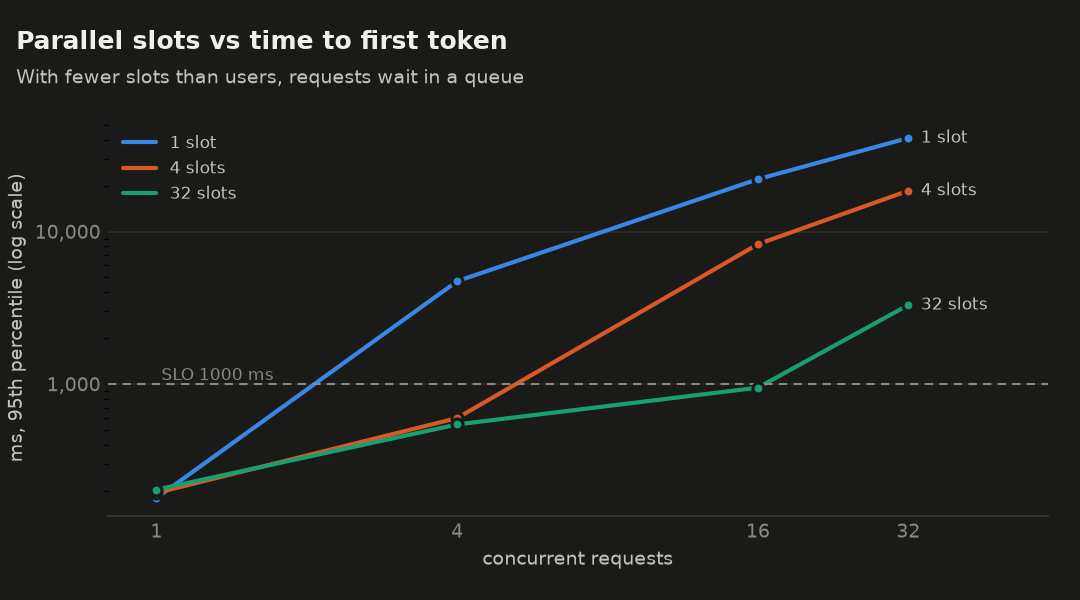 Parallel slots vs time to first token
With fewer slots than users, requests wait in a queue
1 slot
4 slots
32 slots
ms, 95th percentile (log scale)
10,000
1,000
SLO 1000 ms
1 slot
4 slots
32 slots
1
4
16
32
concurrent requests